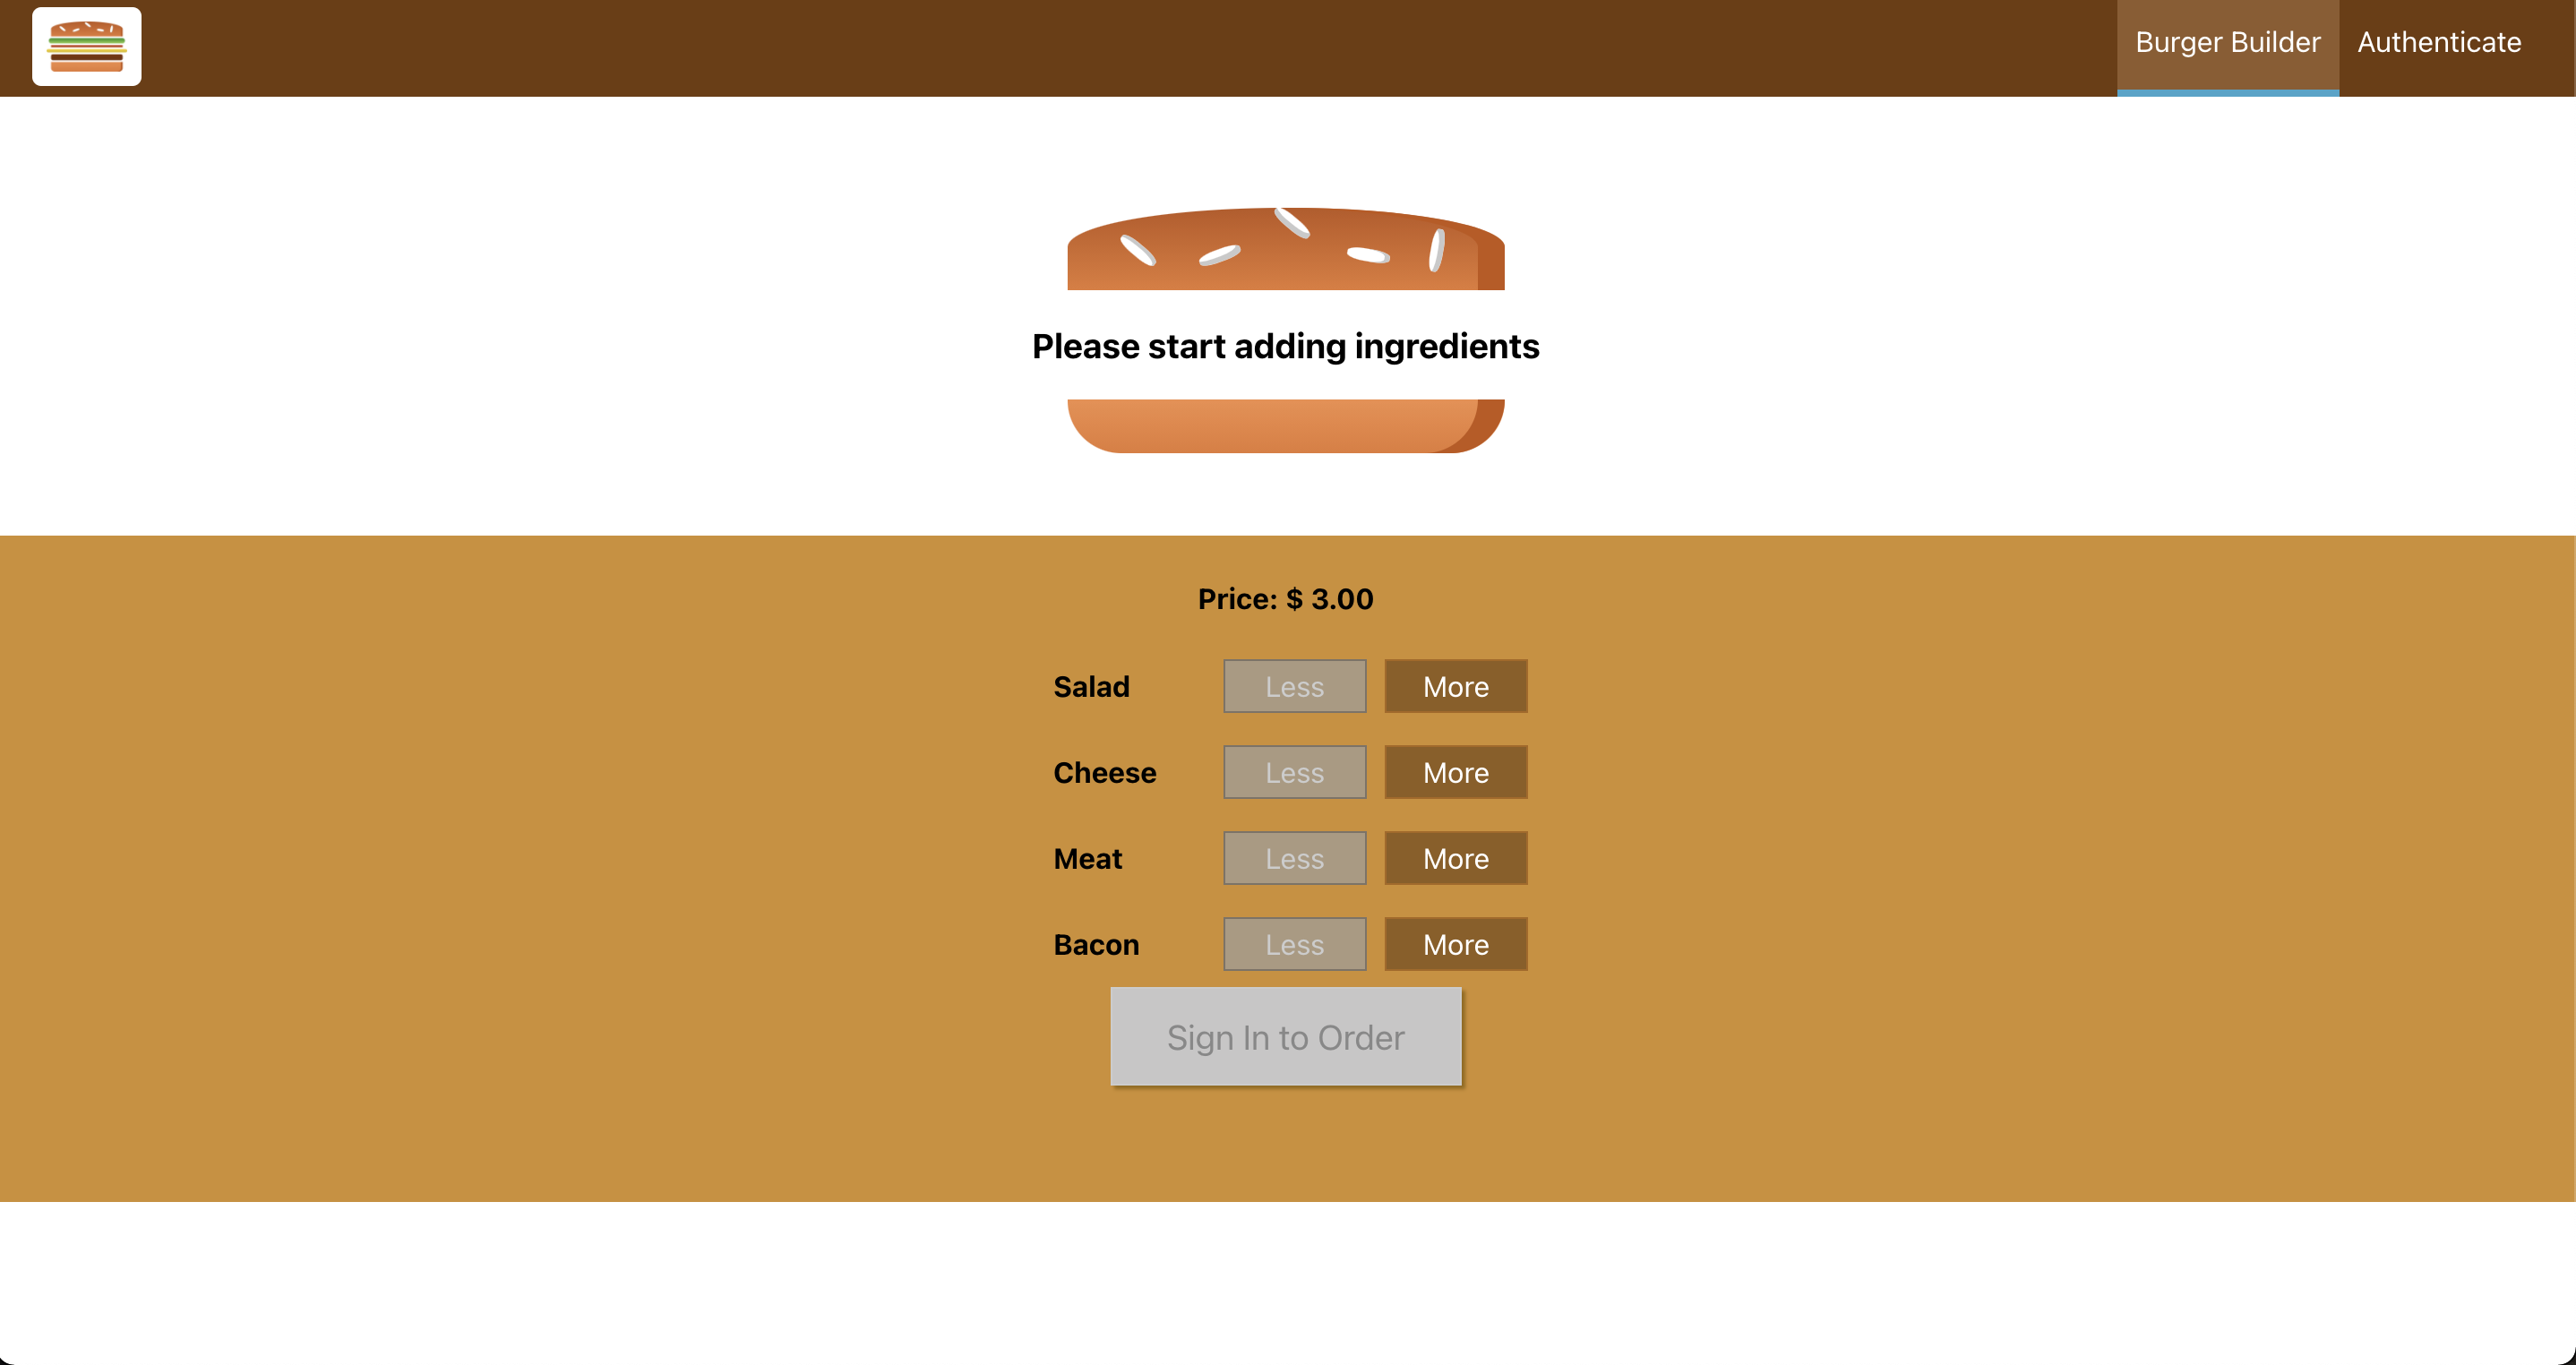 Burger Builder Authenticate
Please start adding ingredients
Price: $ 3.00
Salad Less More
Cheese Less More
Meat Less More
Bacon Less More
Sign In to Order